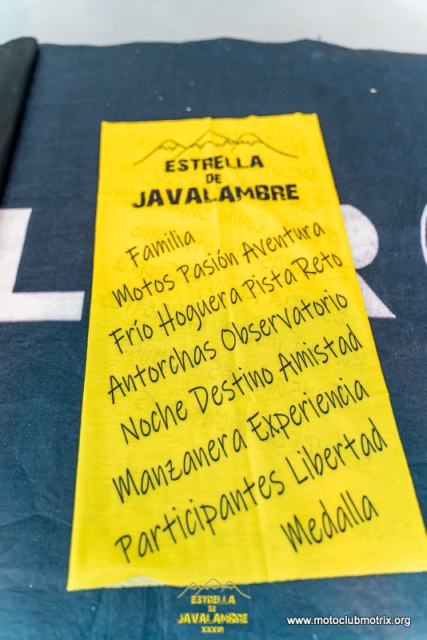 ESTRELLA
DE
JAVALAMBRE
Familia
Motos Pasión Aventura
Frío Hoguera Pista Reto
Antorchas Observatorio
Noche Destino Amistad
Manzanera Experiencia
Participantes Libertad
Medalla
L
R
ESTRELLA
DE
JAVALAMBRE
XXXVI
www.motoclubmotrix.org